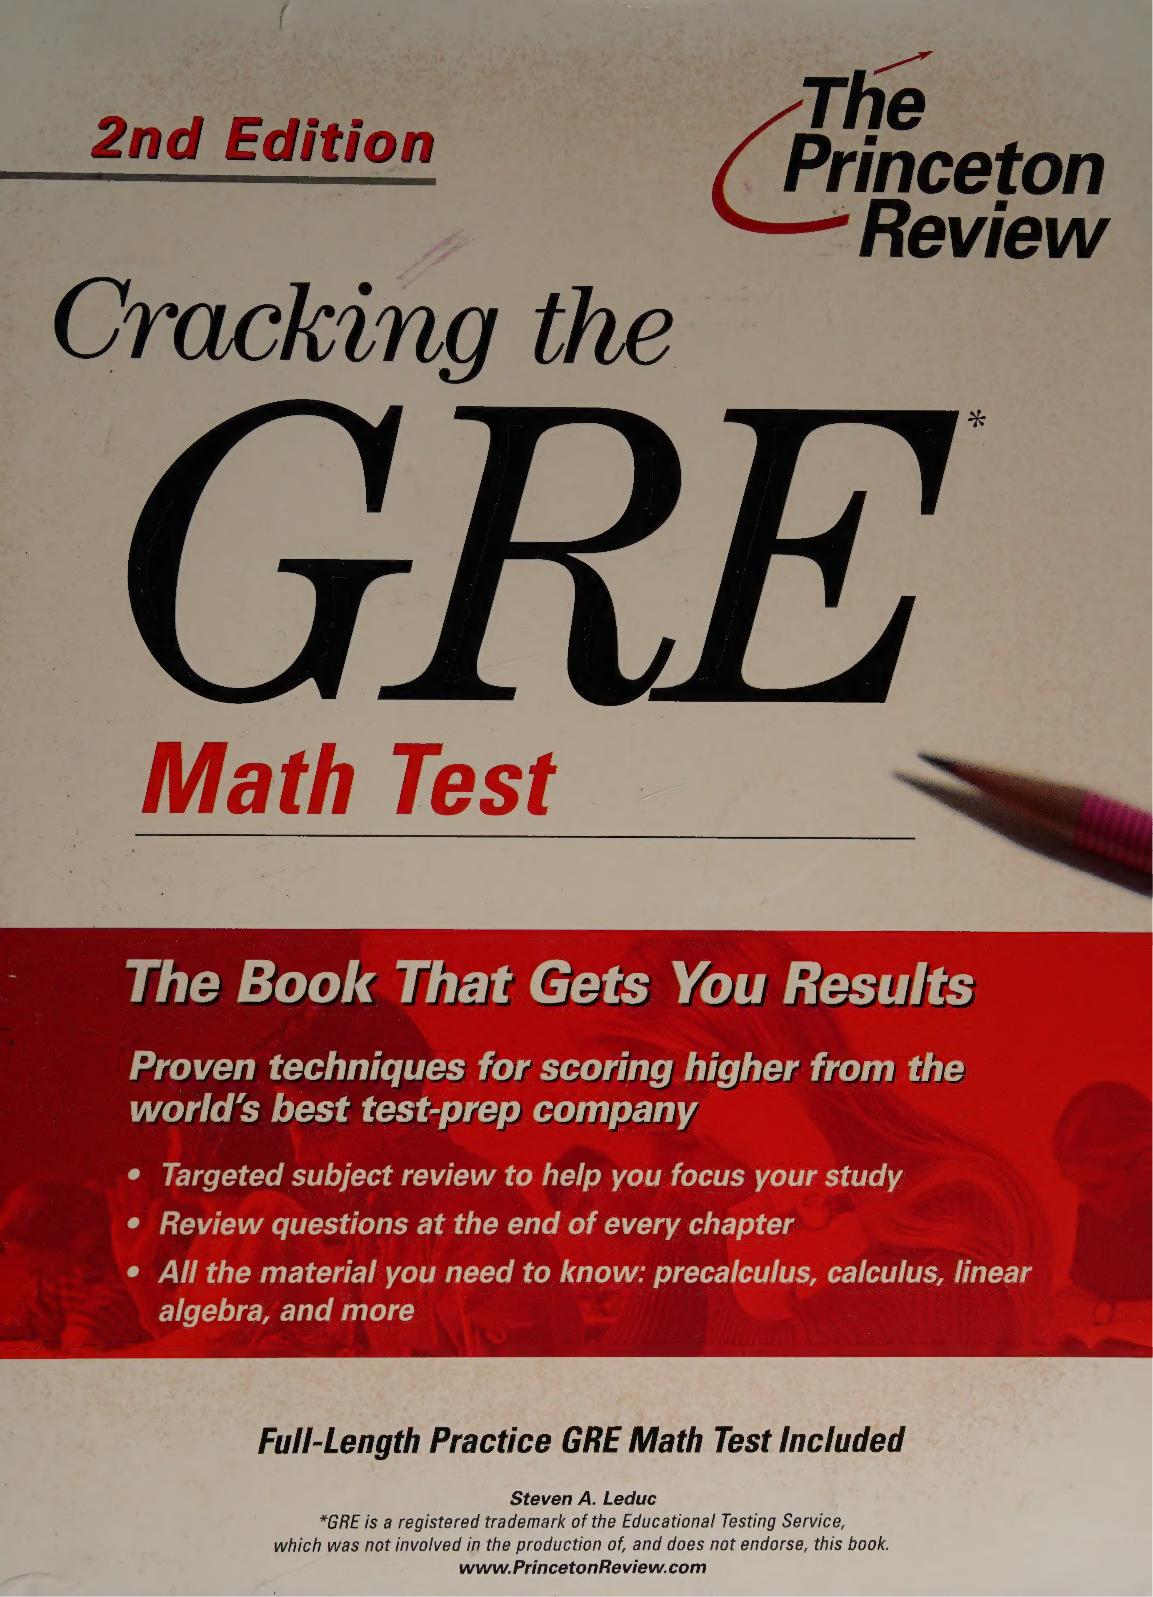 2nd Edition
The
Princeton
Review
Cracking the
GRE*
Math Test
The Book That Gets You Results
Proven techniques for scoring higher from the
world's best test-prep company
• Targeted subject review to help you focus your study
• Review questions at the end of every chapter
• All the material you need to know: precalculus, calculus, linear
algebra, and more
Full-Length Practice GRE Math Test Included
Steven A. Leduc
*GRE is a registered trademark of the Educational Testing Service,
which was not involved in the production of, and does not endorse, this book.
www.PrincetonReview.com